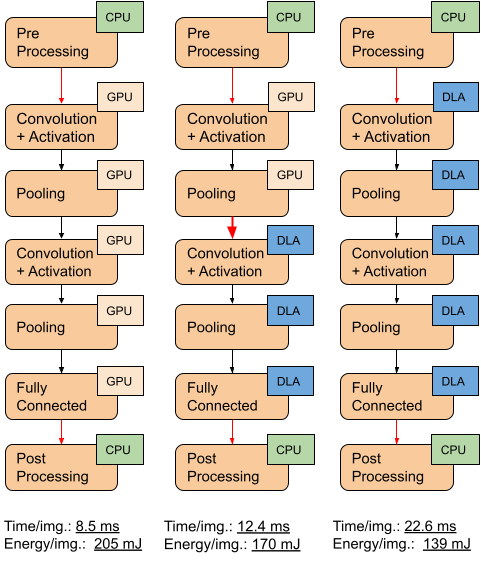 CPU
Pre
Processing
GPU
Convolution
+ Activation
GPU
Pooling
GPU
Convolution
+ Activation
GPU
Pooling
GPU
Fully
Connected
CPU
Post
Processing
Time/img.: 8.5 ms
Energy/img.: 205 mJ
CPU
Pre
Processing
GPU
Convolution
+ Activation
GPU
Pooling
DLA
Convolution
+ Activation
DLA
Pooling
DLA
Fully
Connected
CPU
Post
Processing
Time/img.: 12.4 ms
Energy/img.: 170 mJ
CPU
Pre
Processing
DLA
Convolution
+ Activation
DLA
Pooling
DLA
Convolution
+ Activation
DLA
Pooling
DLA
Fully
Connected
CPU
Post
Processing
Time/img.: 22.6 ms
Energy/img.: 139 mJ